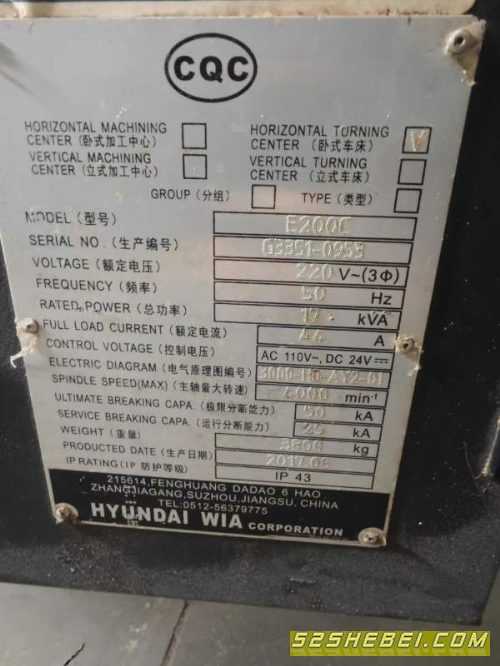 CQC
HORIZONTAL MACHINING CENTER (卧式加工中心)
HORIZONTAL TURNING CENTER (卧式车床) V
VERTICAL MACHINING CENTER (立式加工中心)
VERTICAL TURNING CENTER (立式车床)
GROUP (分组) TYPE (类型)
MODEL (型号) E200C
SERIAL NO. (生产编号) G3351-0953
VOLTAGE (额定电压) 220 V~(3Φ)
FREQUENCY (频率) 50 Hz
RATED POWER (总功率) kVA
FULL LOAD CURRENT (额定电流) 44 A
CONTROL VOLTAGE (控制电压) AC 110V~, DC 24V
ELECTRIC DIAGRAM (电气原理图编号)
SPINDLE SPEED(MAX) (主轴最大转速) min-1
ULTIMATE BREAKING CAPA. (极限分断能力) 50 kA
SERVICE BREAKING CAPA. (运行分断能力) 25 kA
WEIGHT (重量) kg
PRODUCTED DATE (生产日期) 2017.06
IP RATING (IP 防护等级) IP 43
215614,FENGHUANG DADAO 6 HAO
ZHANGJIAGANG,SUZHOU,JIANGSU,CHINA
TEL:0512-56379775
HYUNDAI WIA CORPORATION
52SHEBEI.COM